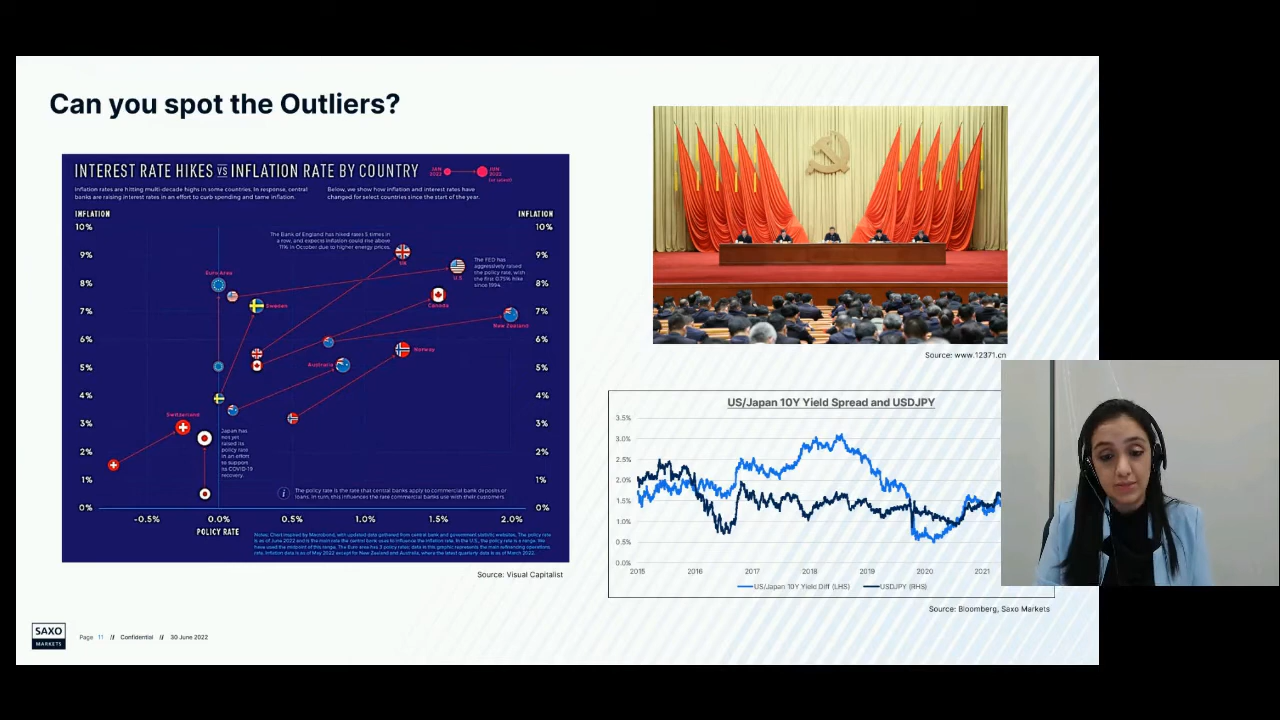 Can you spot the Outliers?
INTEREST RATE HIKES VS INFLATION RATE BY COUNTRY
JAN 2022
JUN 2022
Inflation rates are hitting multi-decade highs in some countries. In response, central
banks are raising interest rates in an effort to curb spending and tame inflation.
Below, we show how inflation and interest rates have
changed for select countries since the start of the year.
INFLATION
INFLATION
10%
9%
8%
7%
6%
5%
4%
3%
2%
1%
0%
10%
9%
8%
7%
6%
5%
4%
3%
2%
1%
0%
The Bank of England has hiked rates 5 times in
a row, and expects inflation could rise above
11% in October due to higher energy prices.
UK
The FED has
aggressively raised
the policy rate, with
the first 0.75% hike
since 1994.
U.S.
Euro Area
Sweden
Canada
New Zealand
Norway
Australia
Switzerland
Japan has
not yet
raised its
policy rate
in an effort
to support
its COVID-19
recovery.
i
The policy rate is the rate that central banks apply to commercial bank deposits or
loans. In turn, this influences the rate commercial banks use with their customers.
-0.5%
0.0%
0.5%
1.0%
1.5%
2.0%
POLICY RATE
Source: Visual Capitalist
Source: www.12371.cn
US/Japan 10Y Yield Spread and USDJPY
3.5%
3.0%
2.5%
2.0%
1.5%
1.0%
0.5%
0.0%
2015
2016
2017
2018
2019
2020
2021
US/Japan 10Y Yield Diff (LHS)
USDJPY (RHS)
Source: Bloomberg, Saxo Markets
SAXO
MARKETS
Page 11 // Confidential // 30 June 2022